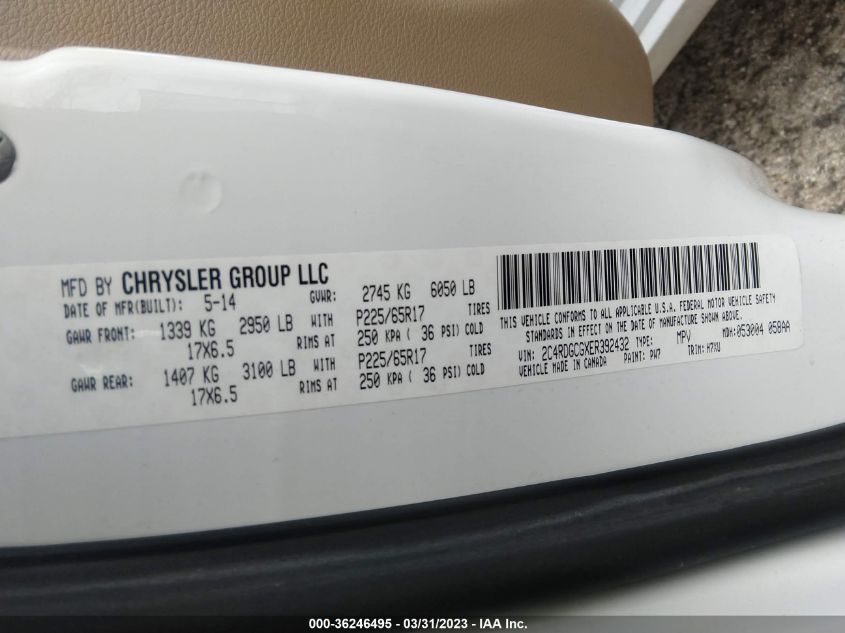 MFD BY CHRYSLER GROUP LLC
DATE OF MFR(BUILT): 5-14 GVWR: 2745 KG 6050 LB
GAWR FRONT: 1339 KG 2950 LB WITH P225/65R17 TIRES
17X6.5 RIMS AT 250 KPA ( 36 PSI) COLD
GAWR REAR: 1407 KG 3100 LB WITH P225/65R17 TIRES
17X6.5 RIMS AT 250 KPA ( 36 PSI) COLD
THIS VEHICLE CONFORMS TO ALL APPLICABLE U.S.A. FEDERAL MOTOR VEHICLE SAFETY
STANDARDS IN EFFECT ON THE DATE OF MANUFACTURE SHOWN ABOVE.
VIN: 2C4RDGCGXER392432 TYPE: MPV MDH: 053004 058AA
VEHICLE MADE IN CANADA PAINT: PW7 TRIM: H7XU
000-36246495 - 03/31/2023 - IAA Inc.